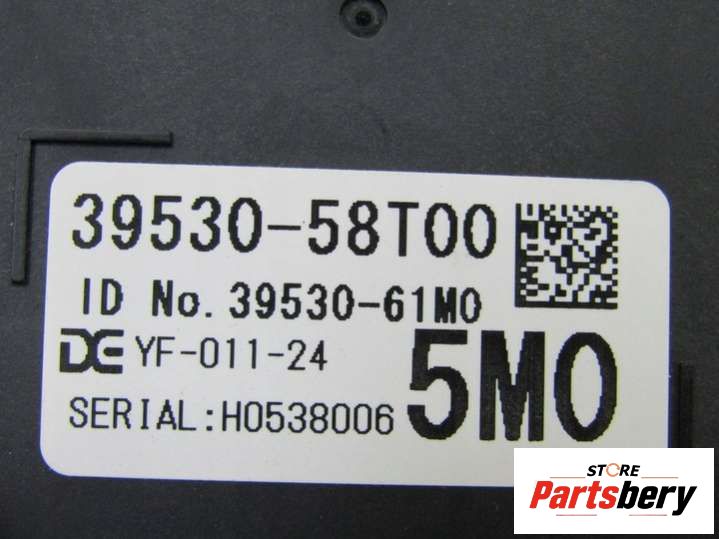 39530-58T00
ID No. 39530-61M0
DE YF-011-24
5M0
SERIAL:H0538006
STORE
Partsbery